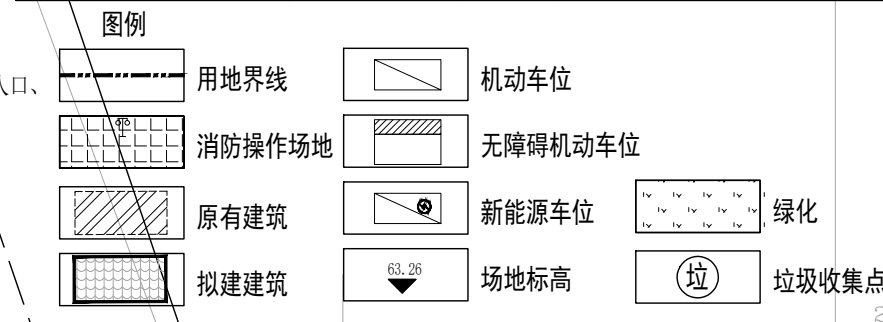 图例
口、
用地界线
机动车位
消防操作场地
无障碍机动车位
原有建筑
新能源车位
绿化
拟建建筑
63.26
场地标高
垃
垃圾收集点